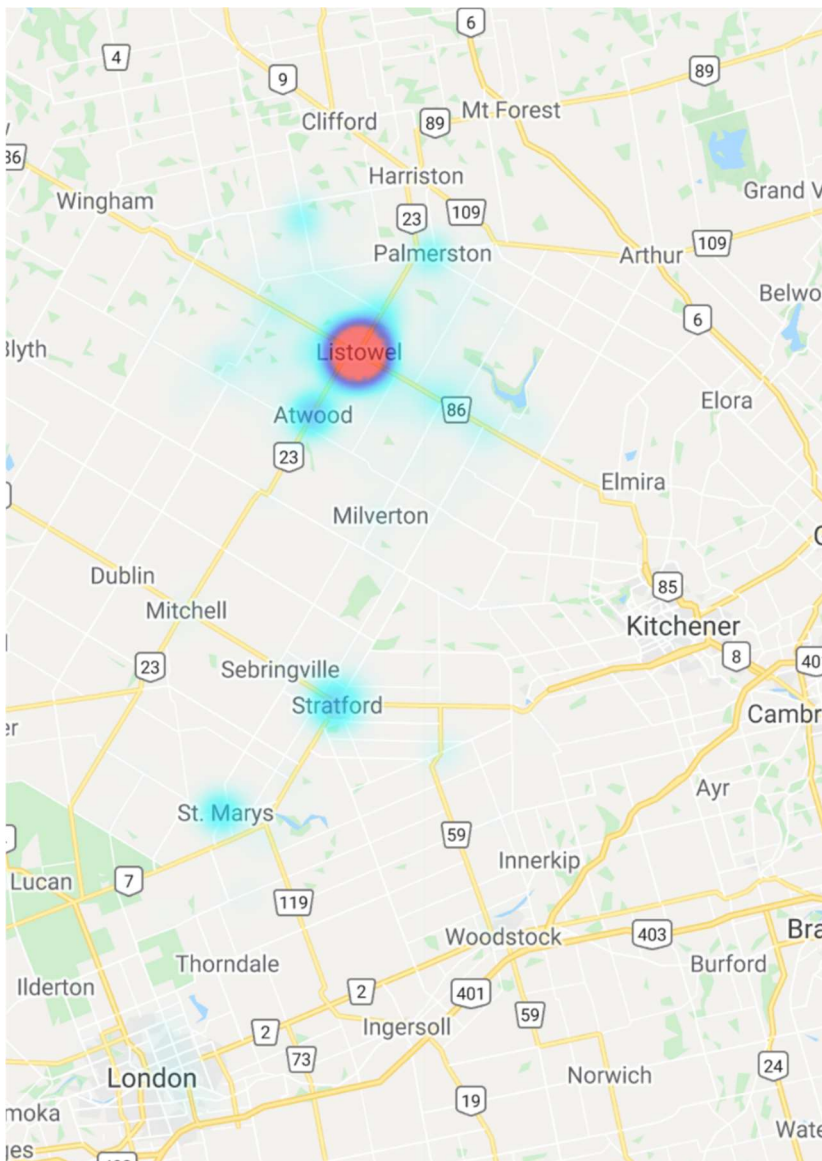 6
4
89
9
Mt Forest
Clifford
89
86
Harriston
Wingham
Grand V
23
109
Palmerston
Arthur
109
Belwo
6
Blyth
Listowel
Elora
Atwood
86
23
Elmira
Milverton
Dublin
85
Mitchell
Kitchener
23
Sebringville
8
40
Stratford
Cambr
er
Ayr
St. Marys
59
Innerkip
Lucan
7
119
Woodstock
403
Bra
Thorndale
Burford
Ilderton
2
401
2
Ingersoll
59
73
24
London
Norwich
19
moka
Wate
ges